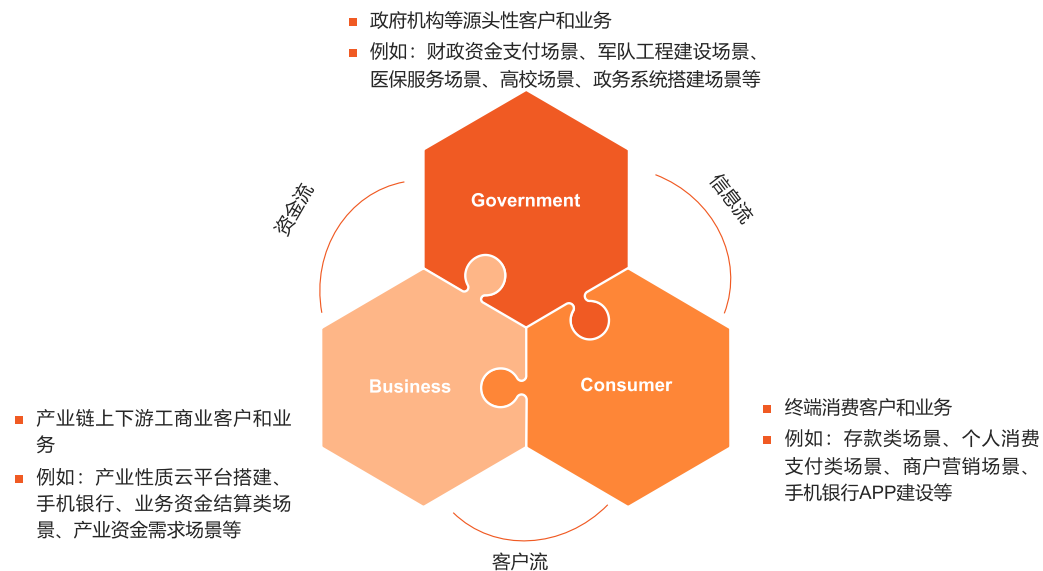 政府机构等源头性客户和业务
例如：财政资金支付场景、军队工程建设场景、
医保服务场景、高校场景、政务系统搭建场景等
资金流
信息流
Government
Business
Consumer
产业链上下游工商业客户和业
务
例如：产业性质云平台搭建、
手机银行、业务资金结算类场
景、产业资金需求场景等
终端消费客户和业务
例如：存款类场景、个人消费
支付类场景、商户营销场景、
手机银行APP建设等
客户流